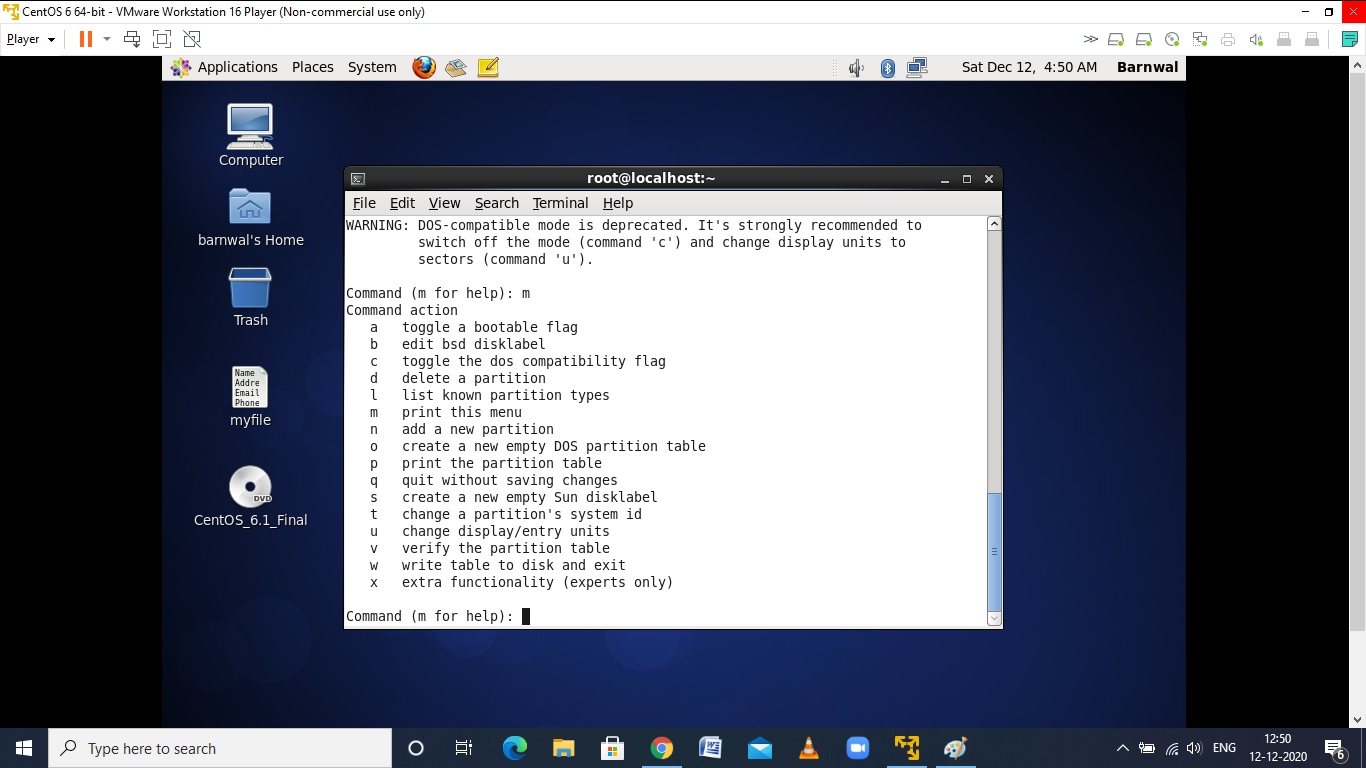 CentOS 6 64-bit - VMware Workstation 16 Player (Non-commercial use only)
Player
Applications Places System Sat Dec 12, 4:50 AM Barnwal
Computer
barnwal's Home
Trash
Name
Addre
Email
Phone
myfile
DVD
CentOS_6.1_Final
root@localhost:~
File Edit View Search Terminal Help
WARNING: DOS-compatible mode is deprecated. It's strongly recommended to
switch off the mode (command 'c') and change display units to
sectors (command 'u').
Command (m for help): m
Command action
a toggle a bootable flag
b edit bsd disklabel
c toggle the dos compatibility flag
d delete a partition
l list known partition types
m print this menu
n add a new partition
o create a new empty DOS partition table
p print the partition table
q quit without saving changes
s create a new empty Sun disklabel
t change a partition's system id
u change display/entry units
v verify the partition table
w write table to disk and exit
x extra functionality (experts only)
Command (m for help):
Type here to search
ENG
12:50
12-12-2020
6